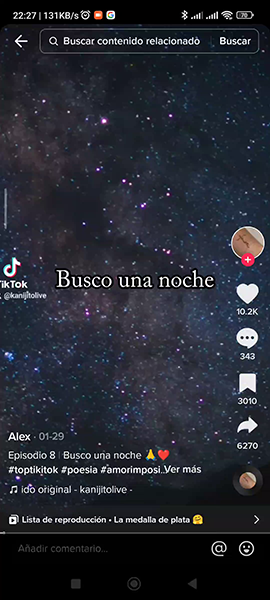 22:27 | 131KB/s
70
Buscar contenido relacionado
Buscar
TikTok
@kanijitolive
Busco una noche
10.2K
343
3010
6270
Alex · 01-29
Episodio 8 | Busco una noche 🙏❤️
#toptiktok #poesia #amorimposi...Ver más
ido original - kanijitolive -
Lista de reproducción • La medalla de plata 🤗
Añadir comentario...